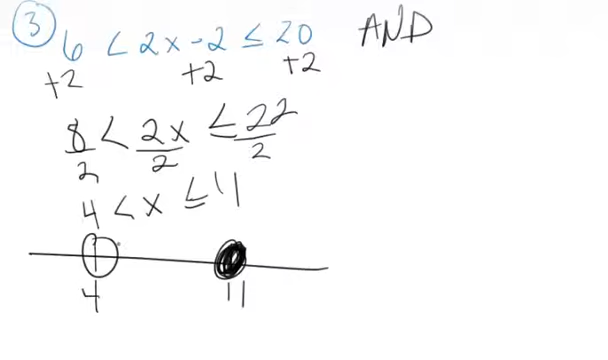 ③ 6 < 2x - 2 ≤ 20 AND
+2 +2 +2
8/2 < 2x/2 ≤ 22/2
4 < x ≤ 11
4 11